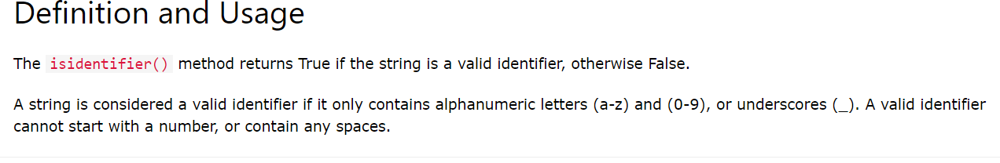 Definition and Usage
The isidentifier() method returns True if the string is a valid identifier, otherwise False.
A string is considered a valid identifier if it only contains alphanumeric letters (a-z) and (0-9), or underscores (_). A valid identifier
cannot start with a number, or contain any spaces.